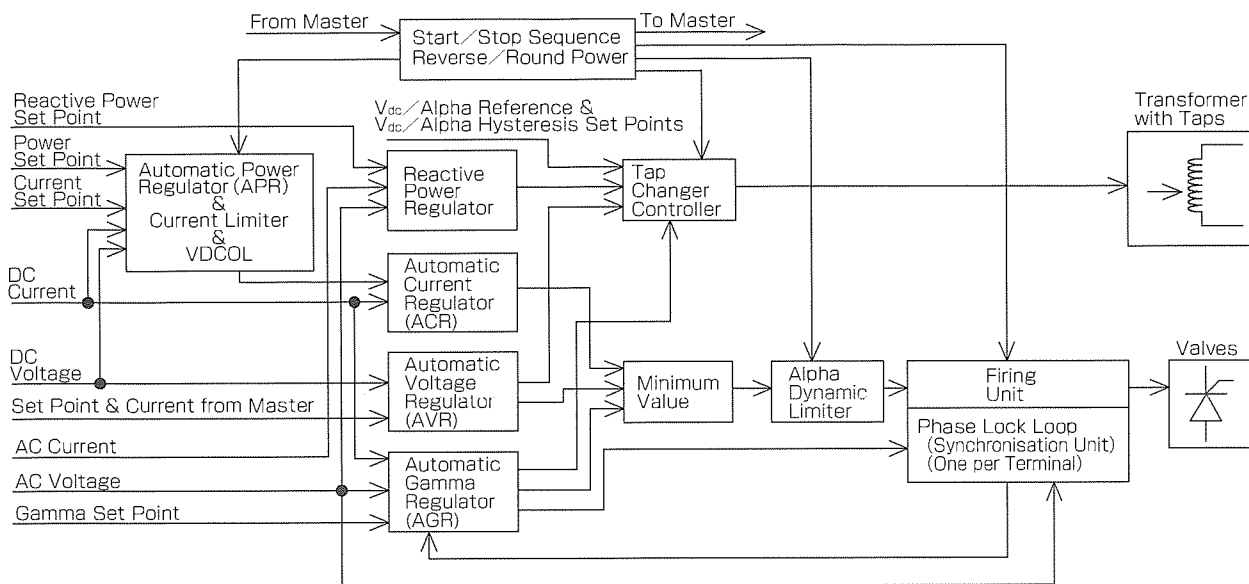 From Master
To Master
Start/Stop Sequence
Reverse/Round Power
Reactive Power
Set Point
Vdc/Alpha Reference &
Vdc/Alpha Hysteresis Set Points
Transformer
with Taps
Power
Set Point
Current
Set Point
Automatic Power
Regulator (APR)
&
Current Limiter
&
VDCOL
Reactive
Power
Regulator
Tap
Changer
Controller
DC
Current
Automatic
Current
Regulator
(ACR)
DC
Voltage
Automatic
Voltage
Regulator
(AVR)
Minimum
Value
Alpha
Dynamic
Limiter
Firing
Unit
Valves
Set Point & Current from Master
Phase Lock Loop
(Synchronisation Unit)
(One per Terminal)
AC Current
AC Voltage
Gamma Set Point
Automatic
Gamma
Regulator
(AGR)